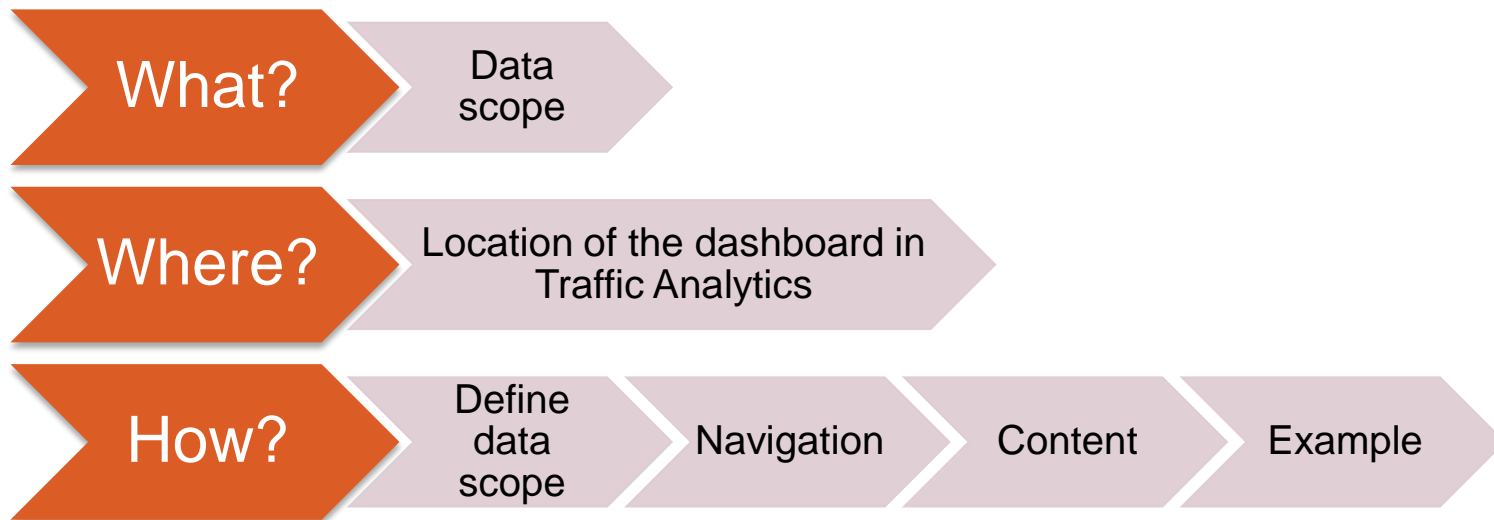 What?
Data
scope
Where?
Location of the dashboard in
Traffic Analytics
How?
Define
data
scope
Navigation
Content
Example